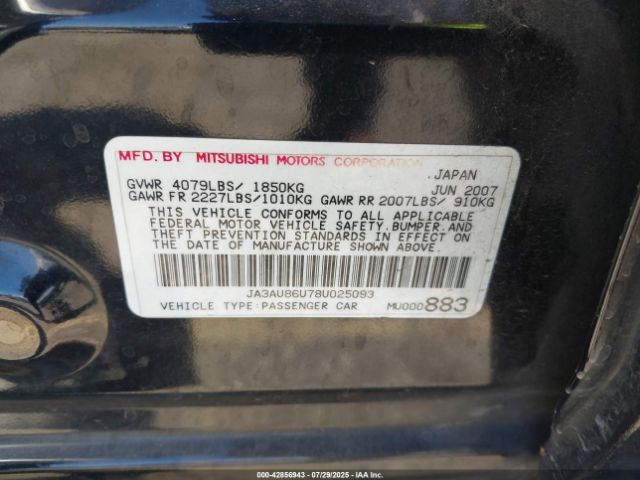 MFD. BY MITSUBISHI MOTORS CORPORATION
JAPAN
GVWR 4079LBS/ 1850KG JUN 2007
GAWR FR 2227LBS/1010KG GAWR RR 2007LBS/ 910KG
THIS VEHICLE CONFORMS TO ALL APPLICABLE
FEDERAL MOTOR VEHICLE SAFETY,BUMPER,AND
THEFT PREVENTION STANDARDS IN EFFECT ON
THE DATE OF MANUFACTURE SHOWN ABOVE.
JA3AU86U78U025093
VEHICLE TYPE:PASSENGER CAR MU000883
000-42856943 07/29/2025 IAA Inc.